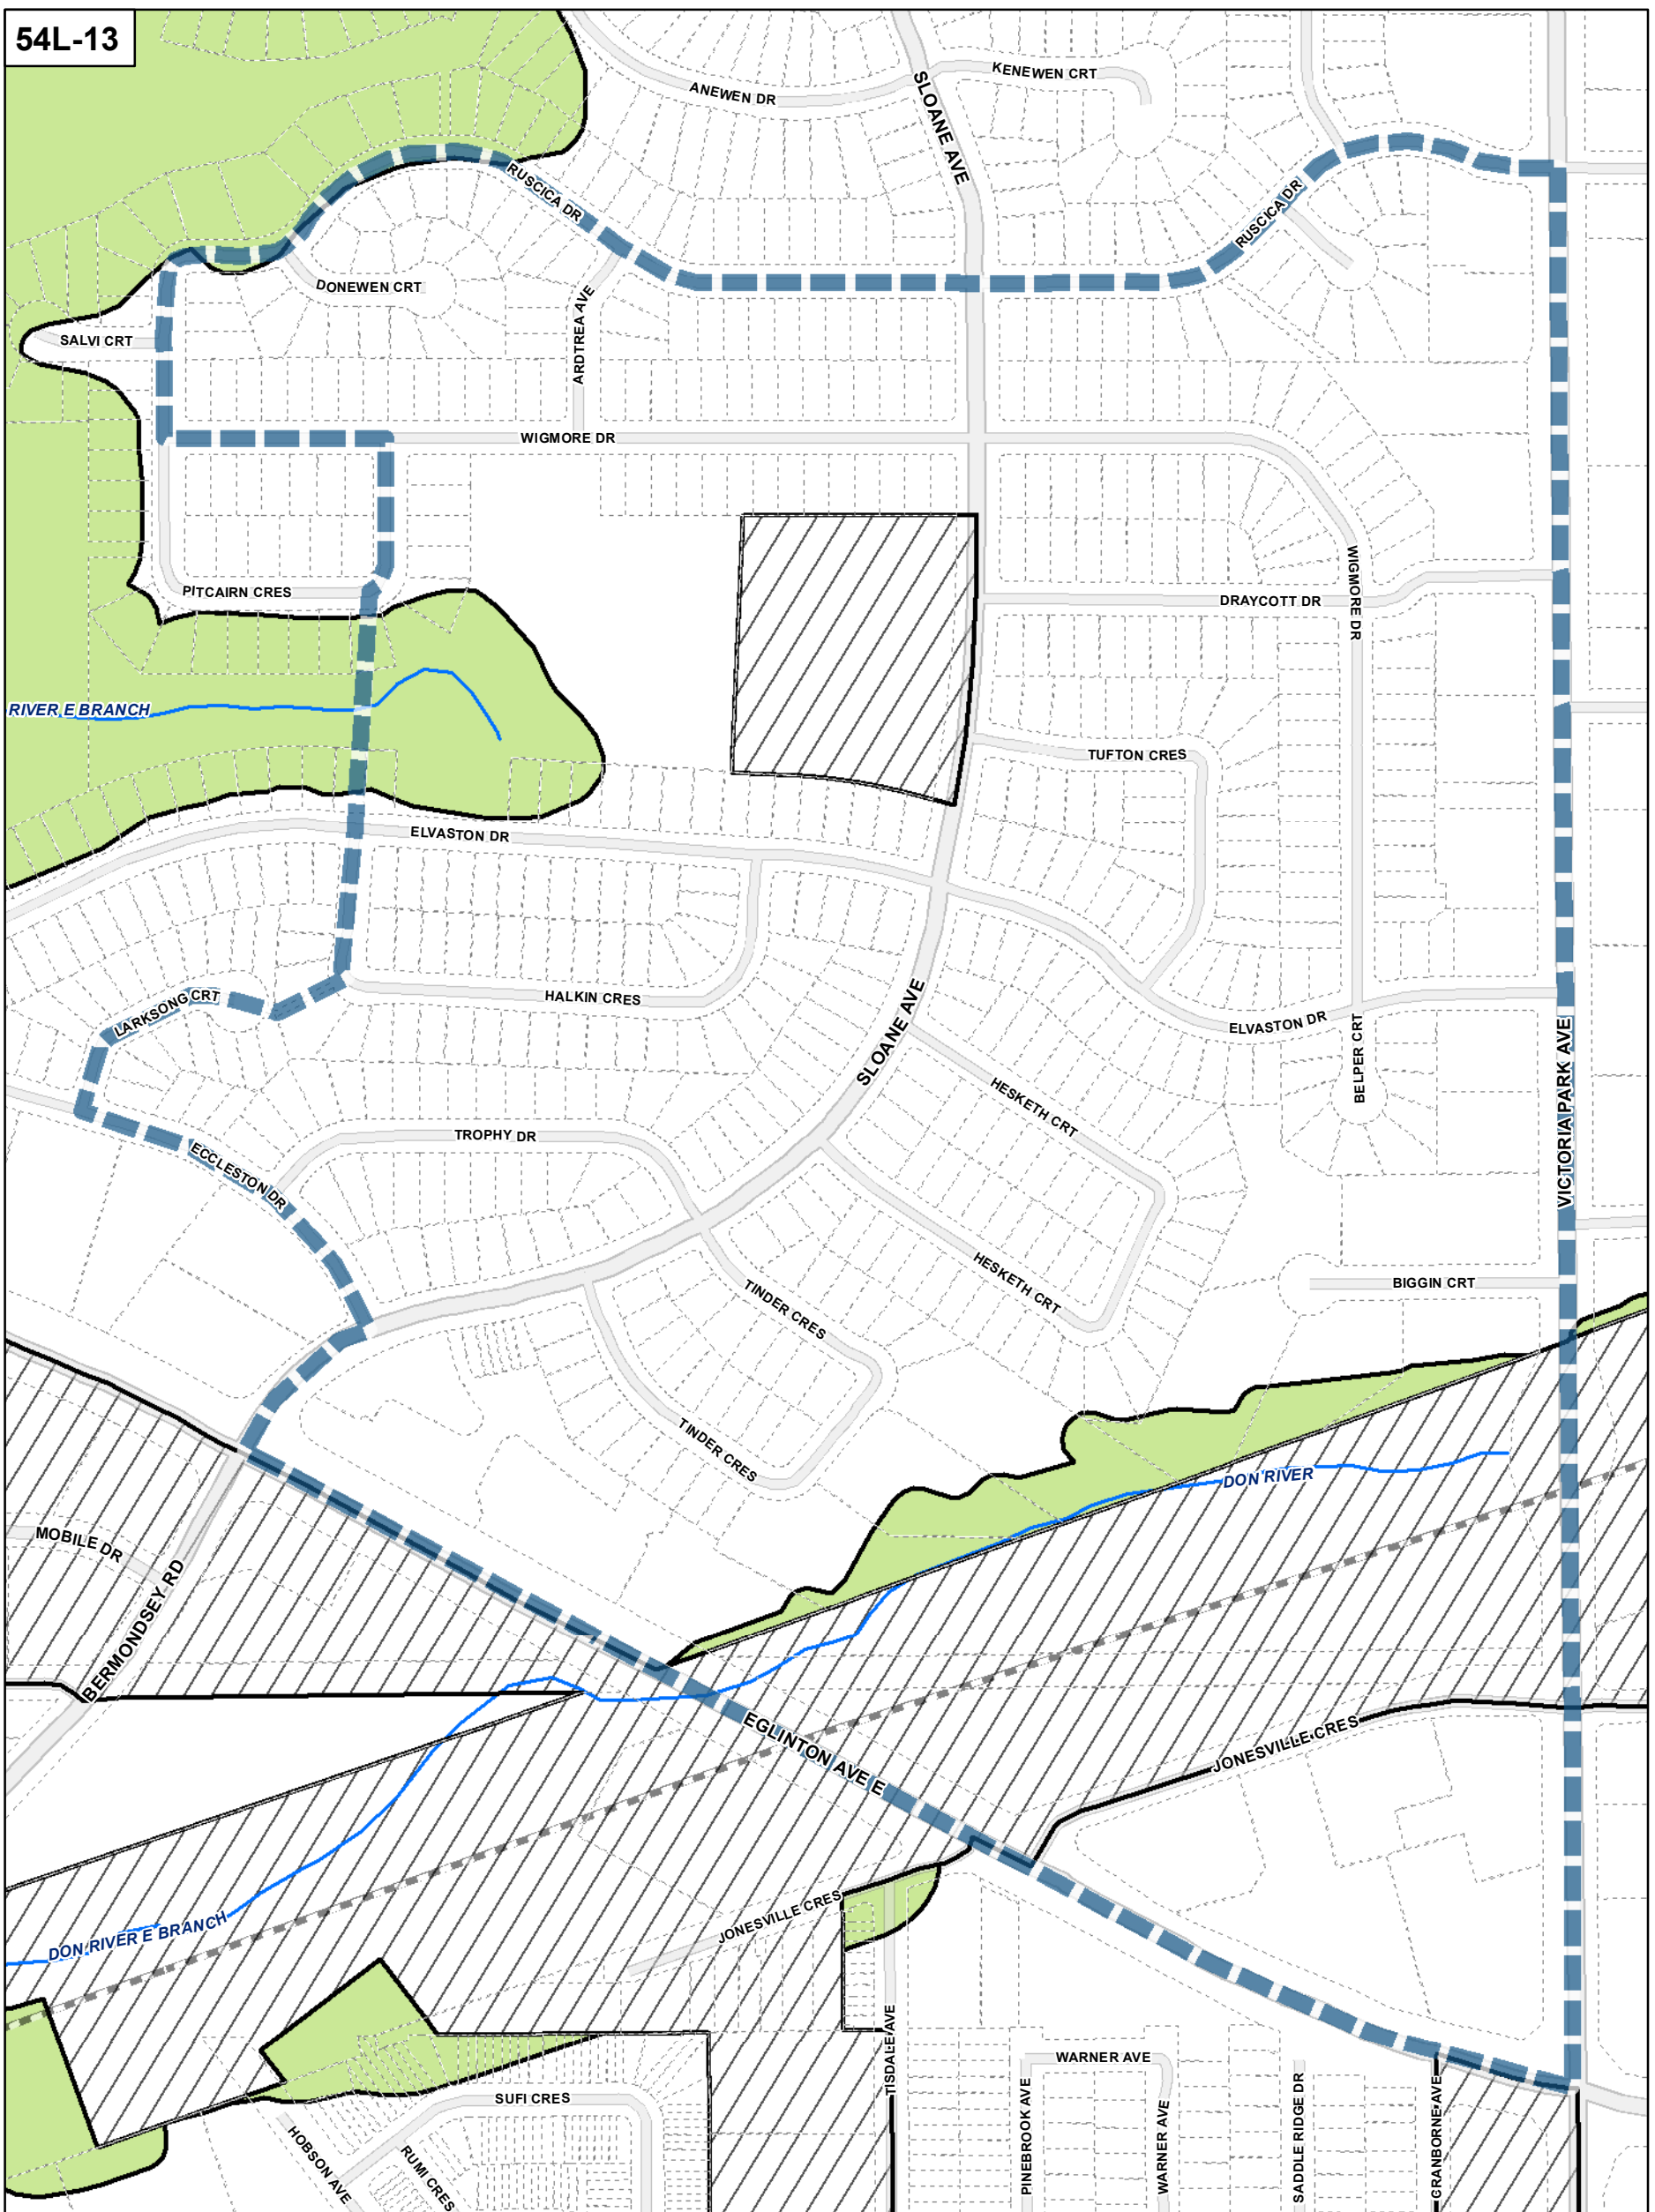 54L-13
KENEWEN CRT
ANEWEN DR
SLOANE AVE
RUSCICA DR
RUSCICA DR
DONEWEN CRT
ARDTREA AVE
SALVI CRT
WIGMORE DR
WIGMORE DR
PITCAIRN CRES
DRAYCOTT DR
RIVER E BRANCH
TUFTON CRES
ELVASTON DR
LARKSONG CRT
HALKIN CRES
SLOANE AVE
ELVASTON DR
BELPER CRT
VICTORIA PARK AVE
HESKETH CRT
TROPHY DR
ECCLESTON DR
HESKETH CRT
BIGGIN CRT
TINDER CRES
TINDER CRES
DON RIVER
MOBILE DR
BERMONDSEY RD
EGLINTON AVE E
JONESVILLE CRES
JONESVILLE CRES
DON RIVER E BRANCH
TISDALE AVE
WARNER AVE
SUFI CRES
PINEBROOK AVE
WARNER AVE
SADDLE RIDGE DR
CRANBORNE AVE
HOBSON AVE
RUMI CRES